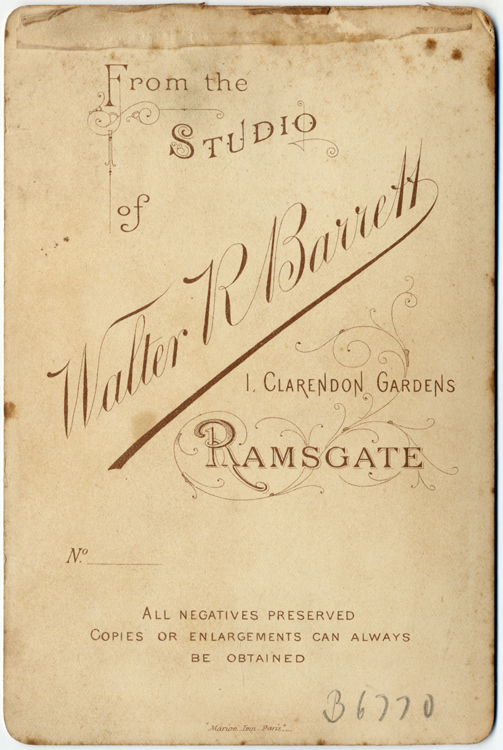 From the
STUDIO
of
Walter R Barrett
1, CLARENDON GARDENS
RAMSGATE
No.
ALL NEGATIVES PRESERVED
COPIES OR ENLARGEMENTS CAN ALWAYS
BE OBTAINED
B6770
"Marion Imp. Paris"